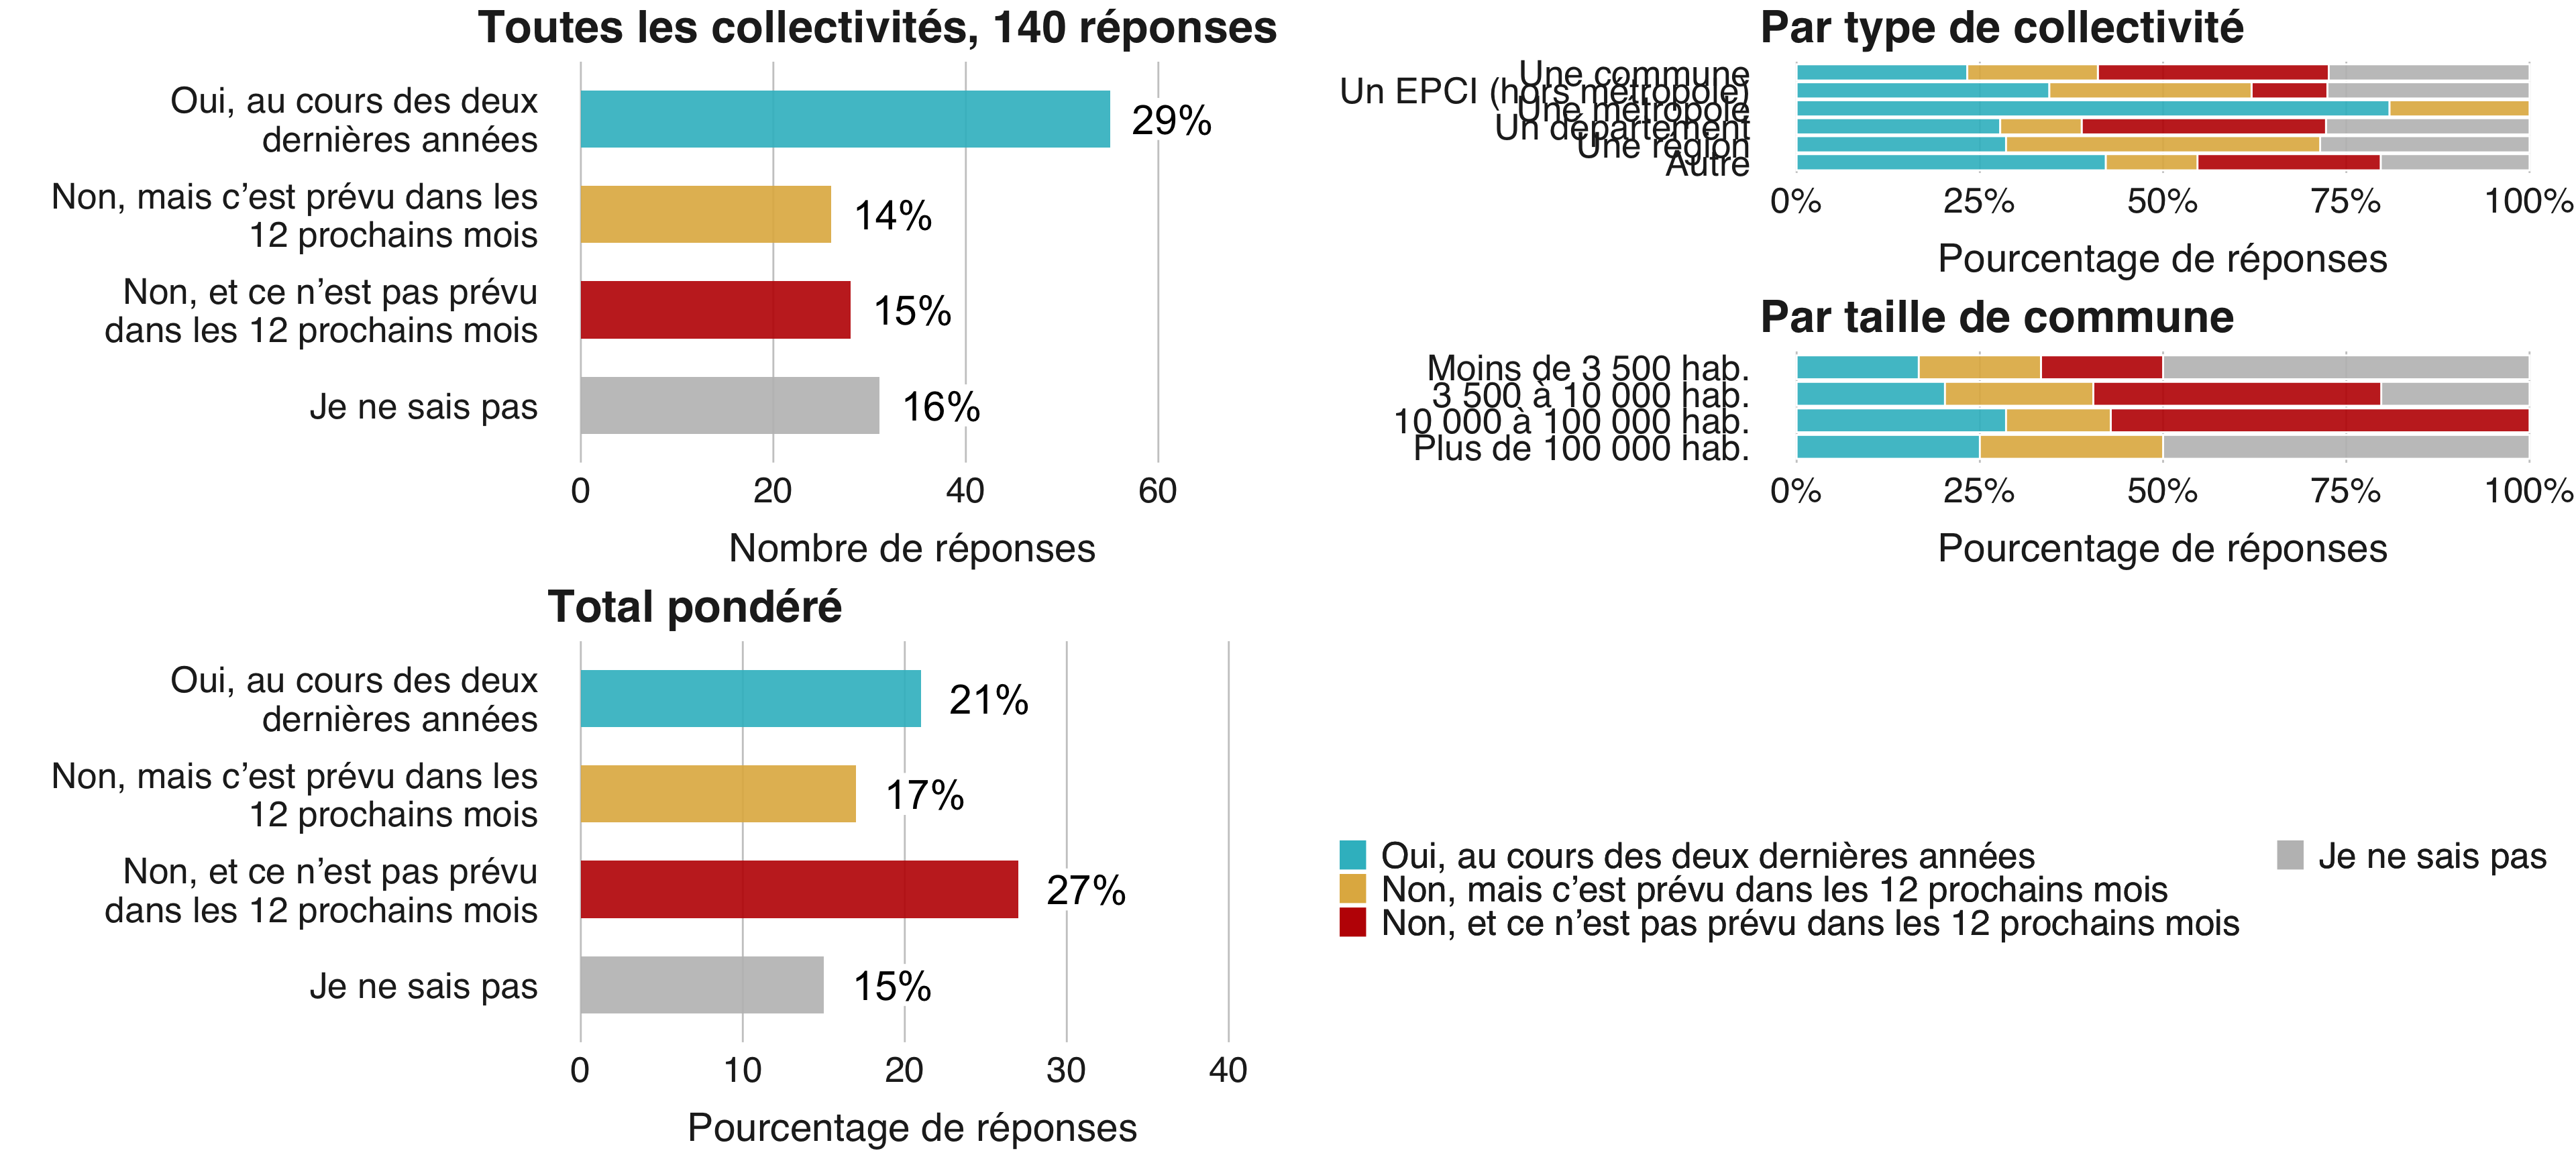 Toutes les collectivités, 140 réponses
Oui, au cours des deux
dernières années
29%
Non, mais c’est prévu dans les
12 prochains mois
14%
Non, et ce n’est pas prévu
dans les 12 prochains mois
15%
Je ne sais pas
16%
0 20 40 60
Nombre de réponses
Total pondéré
Oui, au cours des deux
dernières années
21%
Non, mais c’est prévu dans les
12 prochains mois
17%
Non, et ce n’est pas prévu
dans les 12 prochains mois
27%
Je ne sais pas
15%
0 10 20 30 40
Pourcentage de réponses
Par type de collectivité
Une commune
Un EPCI (hors métropole)
Une métropole
Un département
Une région
Autre
0% 25% 50% 75% 100%
Pourcentage de réponses
Par taille de commune
Moins de 3 500 hab.
3 500 à 10 000 hab.
10 000 à 100 000 hab.
Plus de 100 000 hab.
0% 25% 50% 75% 100%
Pourcentage de réponses
Oui, au cours des deux dernières années
Non, mais c’est prévu dans les 12 prochains mois
Non, et ce n’est pas prévu dans les 12 prochains mois
Je ne sais pas